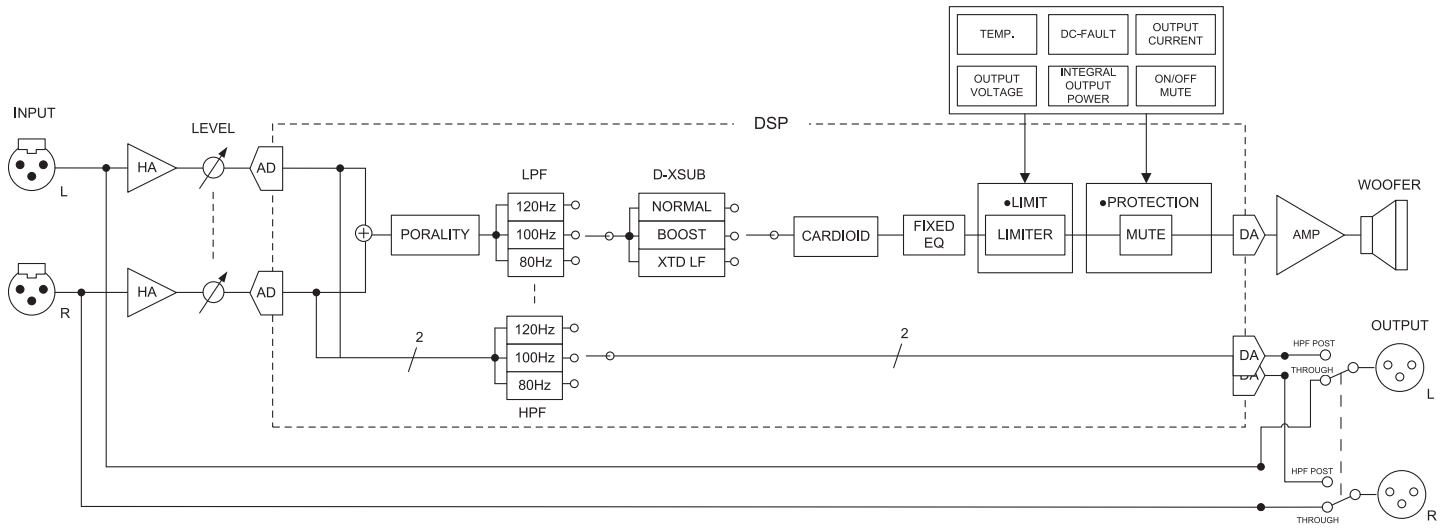 TEMP.
DC-FAULT
OUTPUT
CURRENT
OUTPUT
VOLTAGE
INTEGRAL
OUTPUT
POWER
ON/OFF
MUTE
INPUT
LEVEL
DSP
L
HA
AD
LPF
120Hz
100Hz
80Hz
D-XSUB
NORMAL
BOOST
XTD LF
PORALITY
CARDIOID
FIXED
EQ
●LIMIT
LIMITER
●PROTECTION
MUTE
DA
AMP
WOOFER
R
HA
AD
2
120Hz
100Hz
80Hz
HPF
2
DA
DA
OUTPUT
HPF POST
THROUGH
L
HPF POST
THROUGH
R